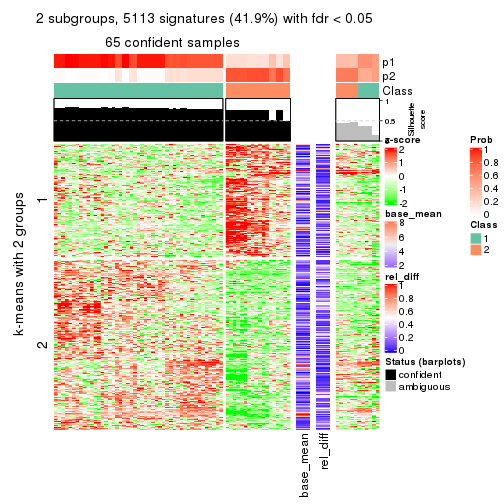 2 subgroups, 5113 signatures (41.9%) with fdr < 0.05
65 confident samples
p1
p2
Class
1
0.5
Silhouette
score
k-means with 2 groups
1
2
base_mean
rel_diff
z-score
2
1
0
-1
-2
base_mean
8
6
4
2
rel_diff
1
0.8
0.6
0.4
0.2
0
Status (barplots)
confident
ambiguous
Prob
1
0.8
0.6
0.4
0.2
0
Class
1
2